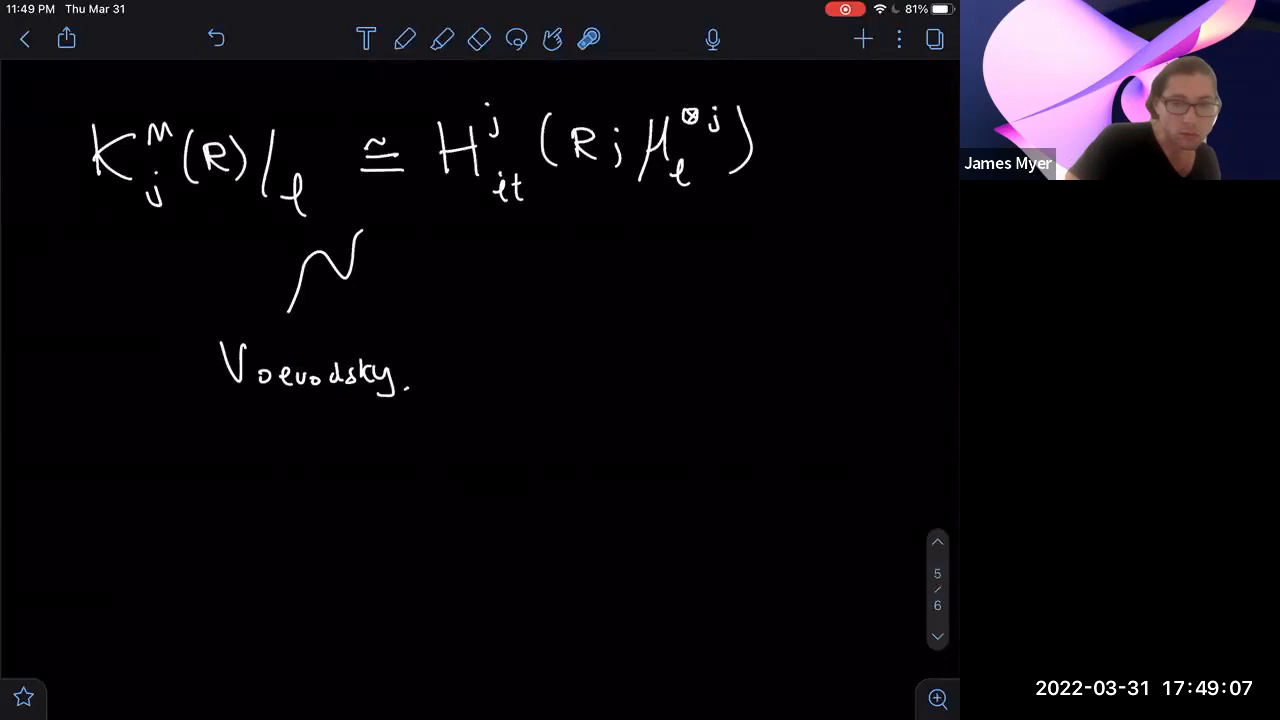 11:49 PM Thu Mar 31
81%
K^M_j(R)/ℓ ≅ H^j_ét(R; μ_ℓ^⊗j)
Voevodsky.
James Myer
5
/
6
2022-03-31 17:49:07